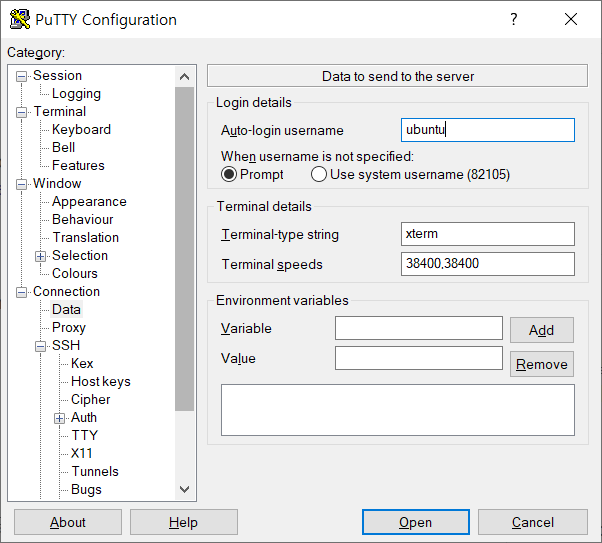 PuTTY Configuration
?
Category:
Session
Logging
Terminal
Keyboard
Bell
Features
Window
Appearance
Behaviour
Translation
Selection
Colours
Connection
Data
Proxy
SSH
Kex
Host keys
Cipher
Auth
TTY
X11
Tunnels
Bugs
Data to send to the server
Login details
Auto-login username ubuntu
When username is not specified:
Prompt Use system username (82105)
Terminal details
Terminal-type string xterm
Terminal speeds 38400,38400
Environment variables
Variable Add
Value Remove
About Help Open Cancel